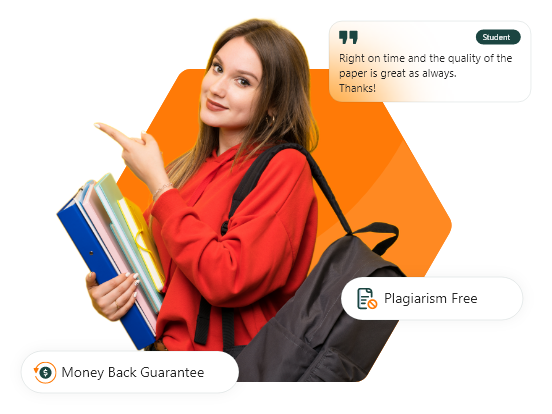 Student
Right on time and the quality of the
paper is great as always.
Thanks!
Plagiarism Free
Money Back Guarantee